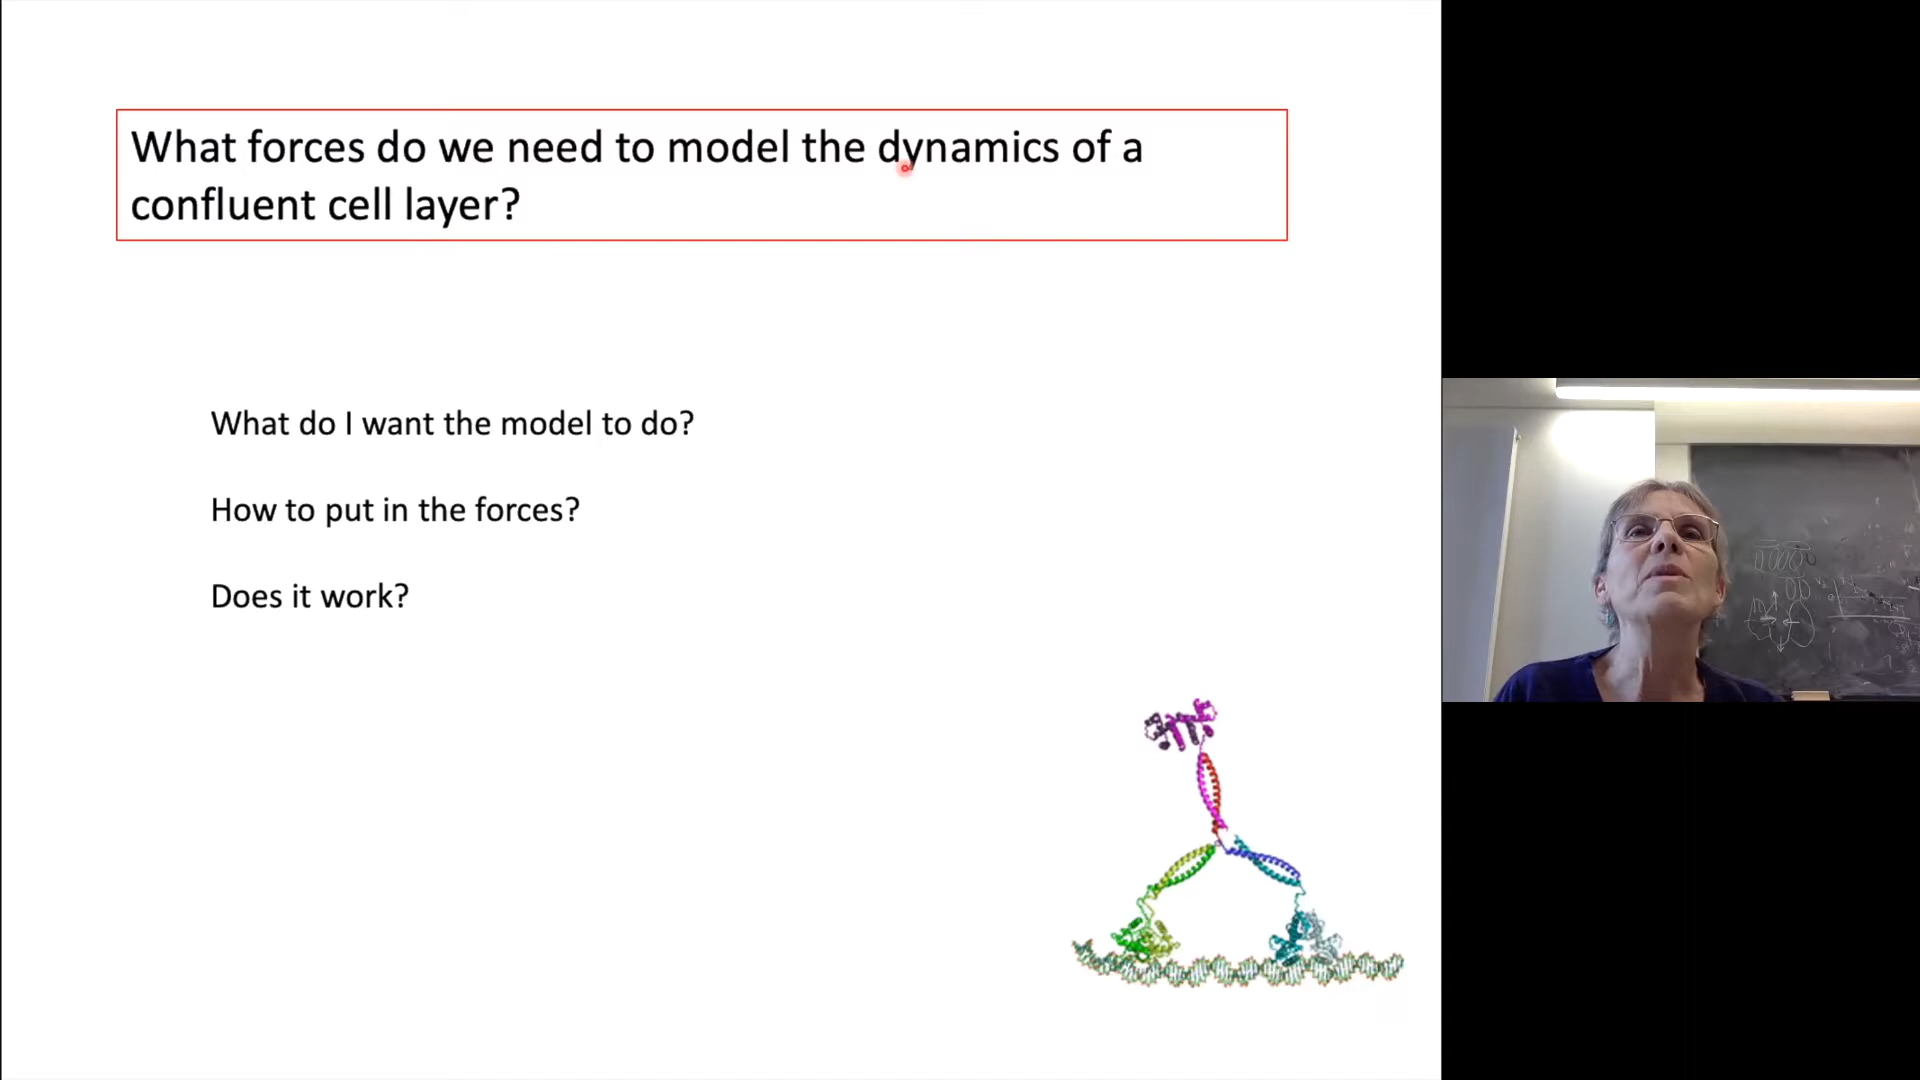 What forces do we need to model the dynamics of a
confluent cell layer?
What do I want the model to do?
How to put in the forces?
Does it work?